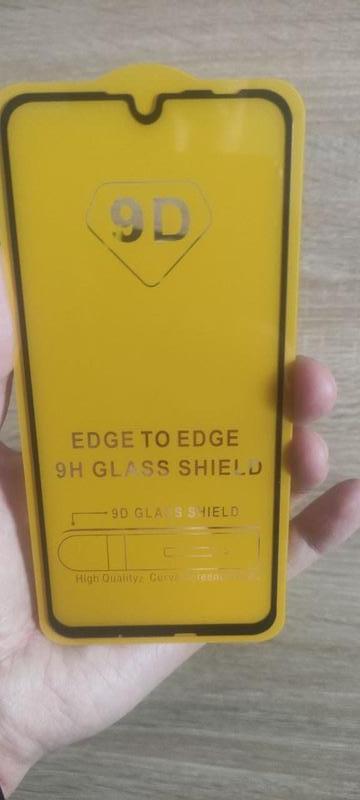 9D
EDGE TO EDGE
9H GLASS SHIELD
9D GLASS SHIELD
High Quality